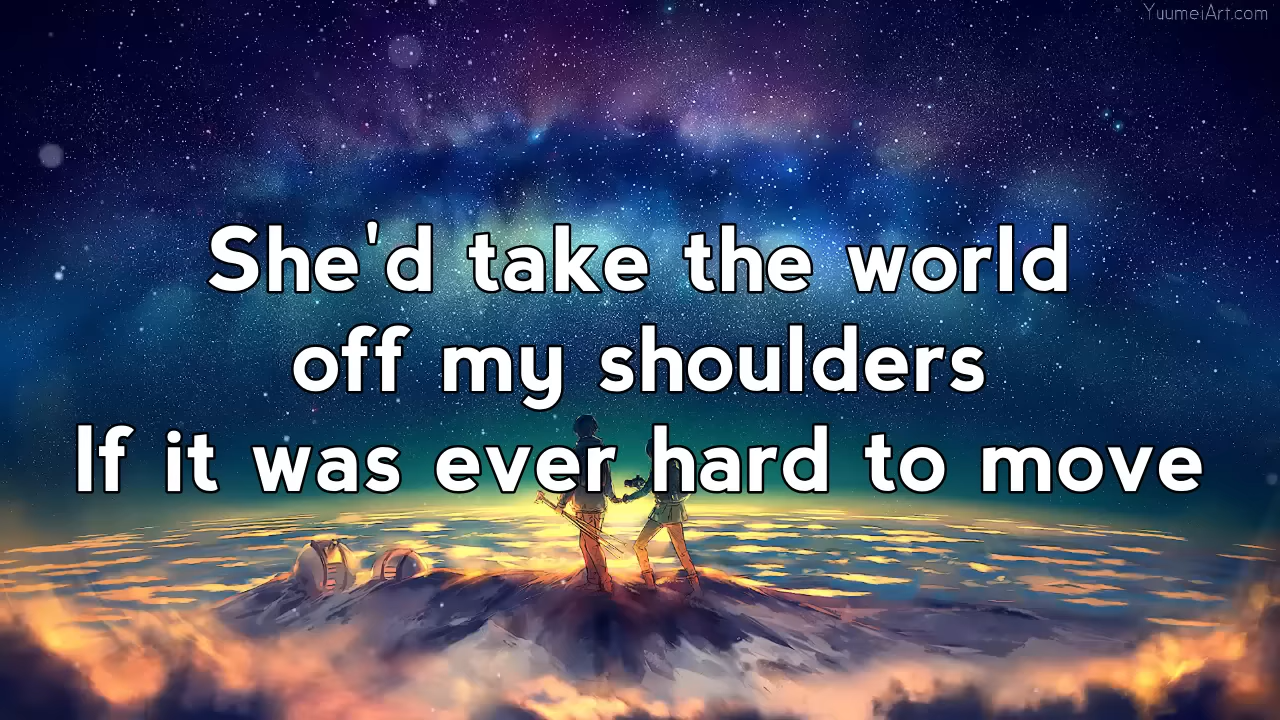 YuumeiArt.com
She'd take the world
off my shoulders
If it was ever hard to move